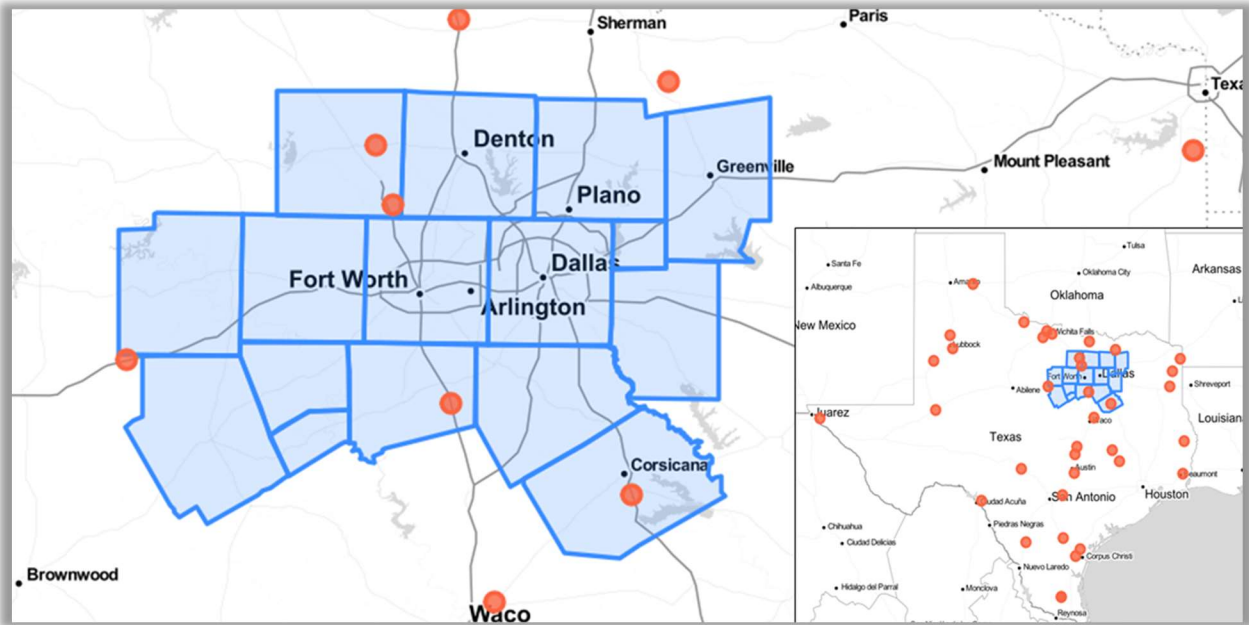 Sherman
Paris
Texa
Denton
Greenville
Mount Pleasant
Plano
Fort Worth
Dallas
Arlington
Corsicana
Brownwood
Waco
Tulsa
Santa Fe
Oklahoma City
Arkansas
Albuquerque
Oklahoma
New Mexico
Wichita Falls
Lubbock
Fort Worth
Dallas
Abilene
Shreveport
Juarez
Waco
Louisian
Texas
Austin
Beaumont
Ciudad Acuña
San Antonio
Houston
Chihuahua
Piedras Negras
Ciudad Delicias
Corpus Christi
Nuevo Laredo
Hidalgo del Parral
Monclova
Reynosa